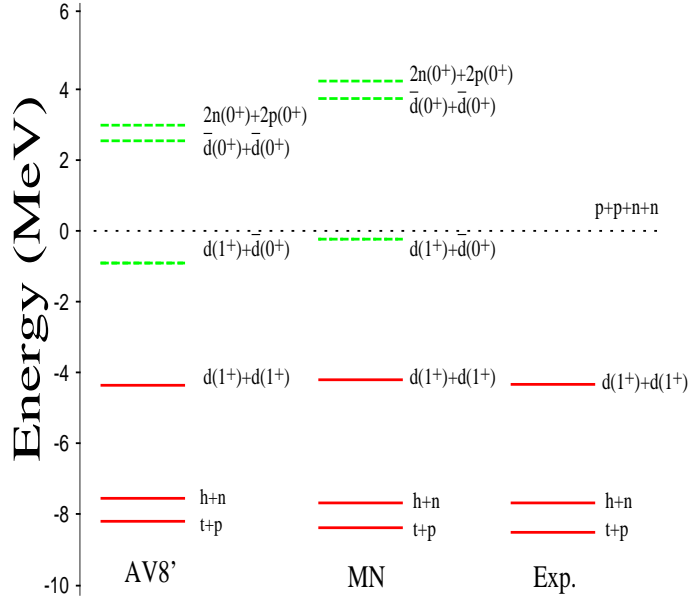 Energy (MeV)
6
4
2
0
-2
-4
-6
-8
-10
2n(0⁺)+2p(0⁺)
d̅(0⁺)+d̅(0⁺)
d(1⁺)+d̅(0⁺)
d(1⁺)+d(1⁺)
h+n
t+p
AV8'
2n(0⁺)+2p(0⁺)
d̅(0⁺)+d̅(0⁺)
d(1⁺)+d̅(0⁺)
d(1⁺)+d(1⁺)
h+n
t+p
MN
p+p+n+n
d(1⁺)+d(1⁺)
h+n
t+p
Exp.